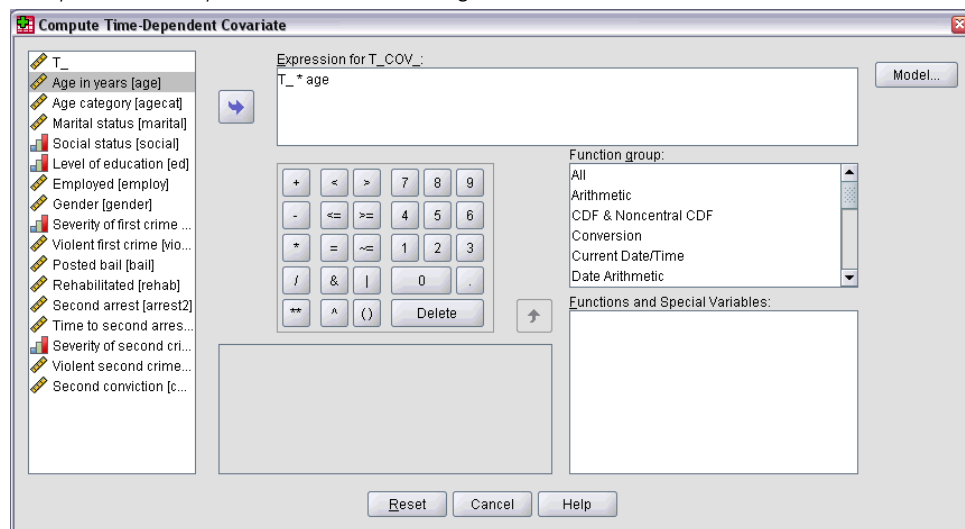 Compute Time-Dependent Covariate
T_
Age in years [age]
Age category [agecat]
Marital status [marital]
Social status [social]
Level of education [ed]
Employed [employ]
Gender [gender]
Severity of first crime ...
Violent first crime [vio...
Posted bail [bail]
Rehabilitated [rehab]
Second arrest [arrest2]
Time to second arres...
Severity of second cri...
Violent second crime...
Second conviction [c...
Expression for T_COV_:
T_ * age
Model...
+ < > 7 8 9
- <= >= 4 5 6
* = ~= 1 2 3
/ & | 0 .
** ^ () Delete
Function group:
All
Arithmetic
CDF & Noncentral CDF
Conversion
Current Date/Time
Date Arithmetic
Functions and Special Variables:
Reset Cancel Help